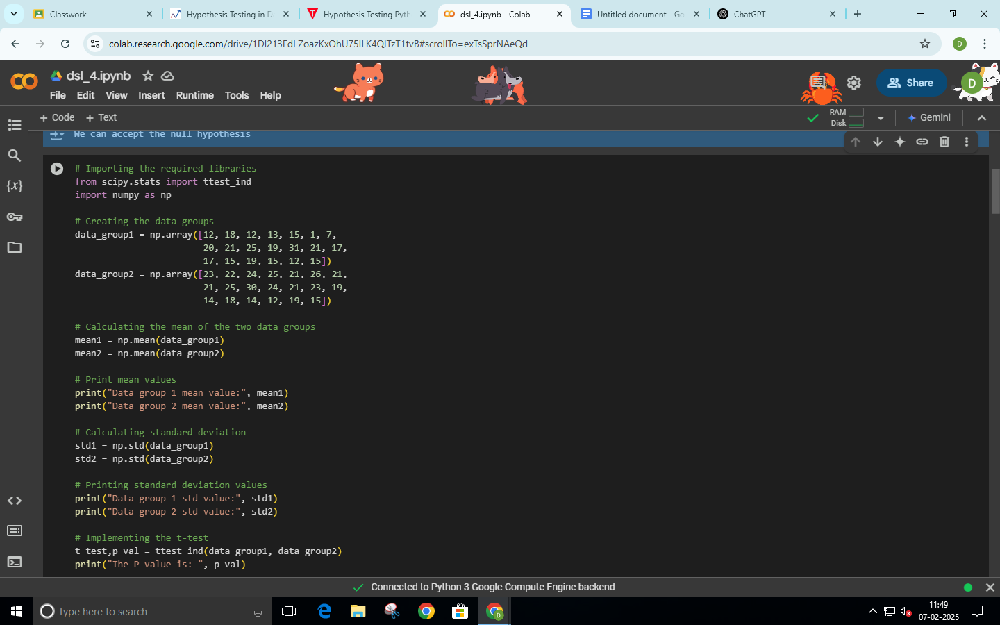 Classwork
Hypothesis Testing in D
Hypothesis Testing Pyth
dsl_4.ipynb - Colab
Untitled document - Go
ChatGPT
colab.research.google.com/drive/1DI213FdLZoazKxOhU75ILK4QITzT1tvB#scrollTo=exTsSprNAeQd
D
dsl_4.ipynb
File Edit View Insert Runtime Tools Help
Share
D
+ Code + Text
RAM
Disk
Gemini
We can accept the null hypothesis
# Importing the required libraries
from scipy.stats import ttest_ind
import numpy as np
# Creating the data groups
data_group1 = np.array([12, 18, 12, 13, 15, 1, 7,
20, 21, 25, 19, 31, 21, 17,
17, 15, 19, 15, 12, 15])
data_group2 = np.array([23, 22, 24, 25, 21, 26, 21,
21, 25, 30, 24, 21, 23, 19,
14, 18, 14, 12, 19, 15])
# Calculating the mean of the two data groups
mean1 = np.mean(data_group1)
mean2 = np.mean(data_group2)
# Print mean values
print("Data group 1 mean value:", mean1)
print("Data group 2 mean value:", mean2)
# Calculating standard deviation
std1 = np.std(data_group1)
std2 = np.std(data_group2)
# Printing standard deviation values
print("Data group 1 std value:", std1)
print("Data group 2 std value:", std2)
# Implementing the t-test
t_test,p_val = ttest_ind(data_group1, data_group2)
print("The P-value is: ", p_val)
Connected to Python 3 Google Compute Engine backend
Type here to search
11:49
07-02-2025